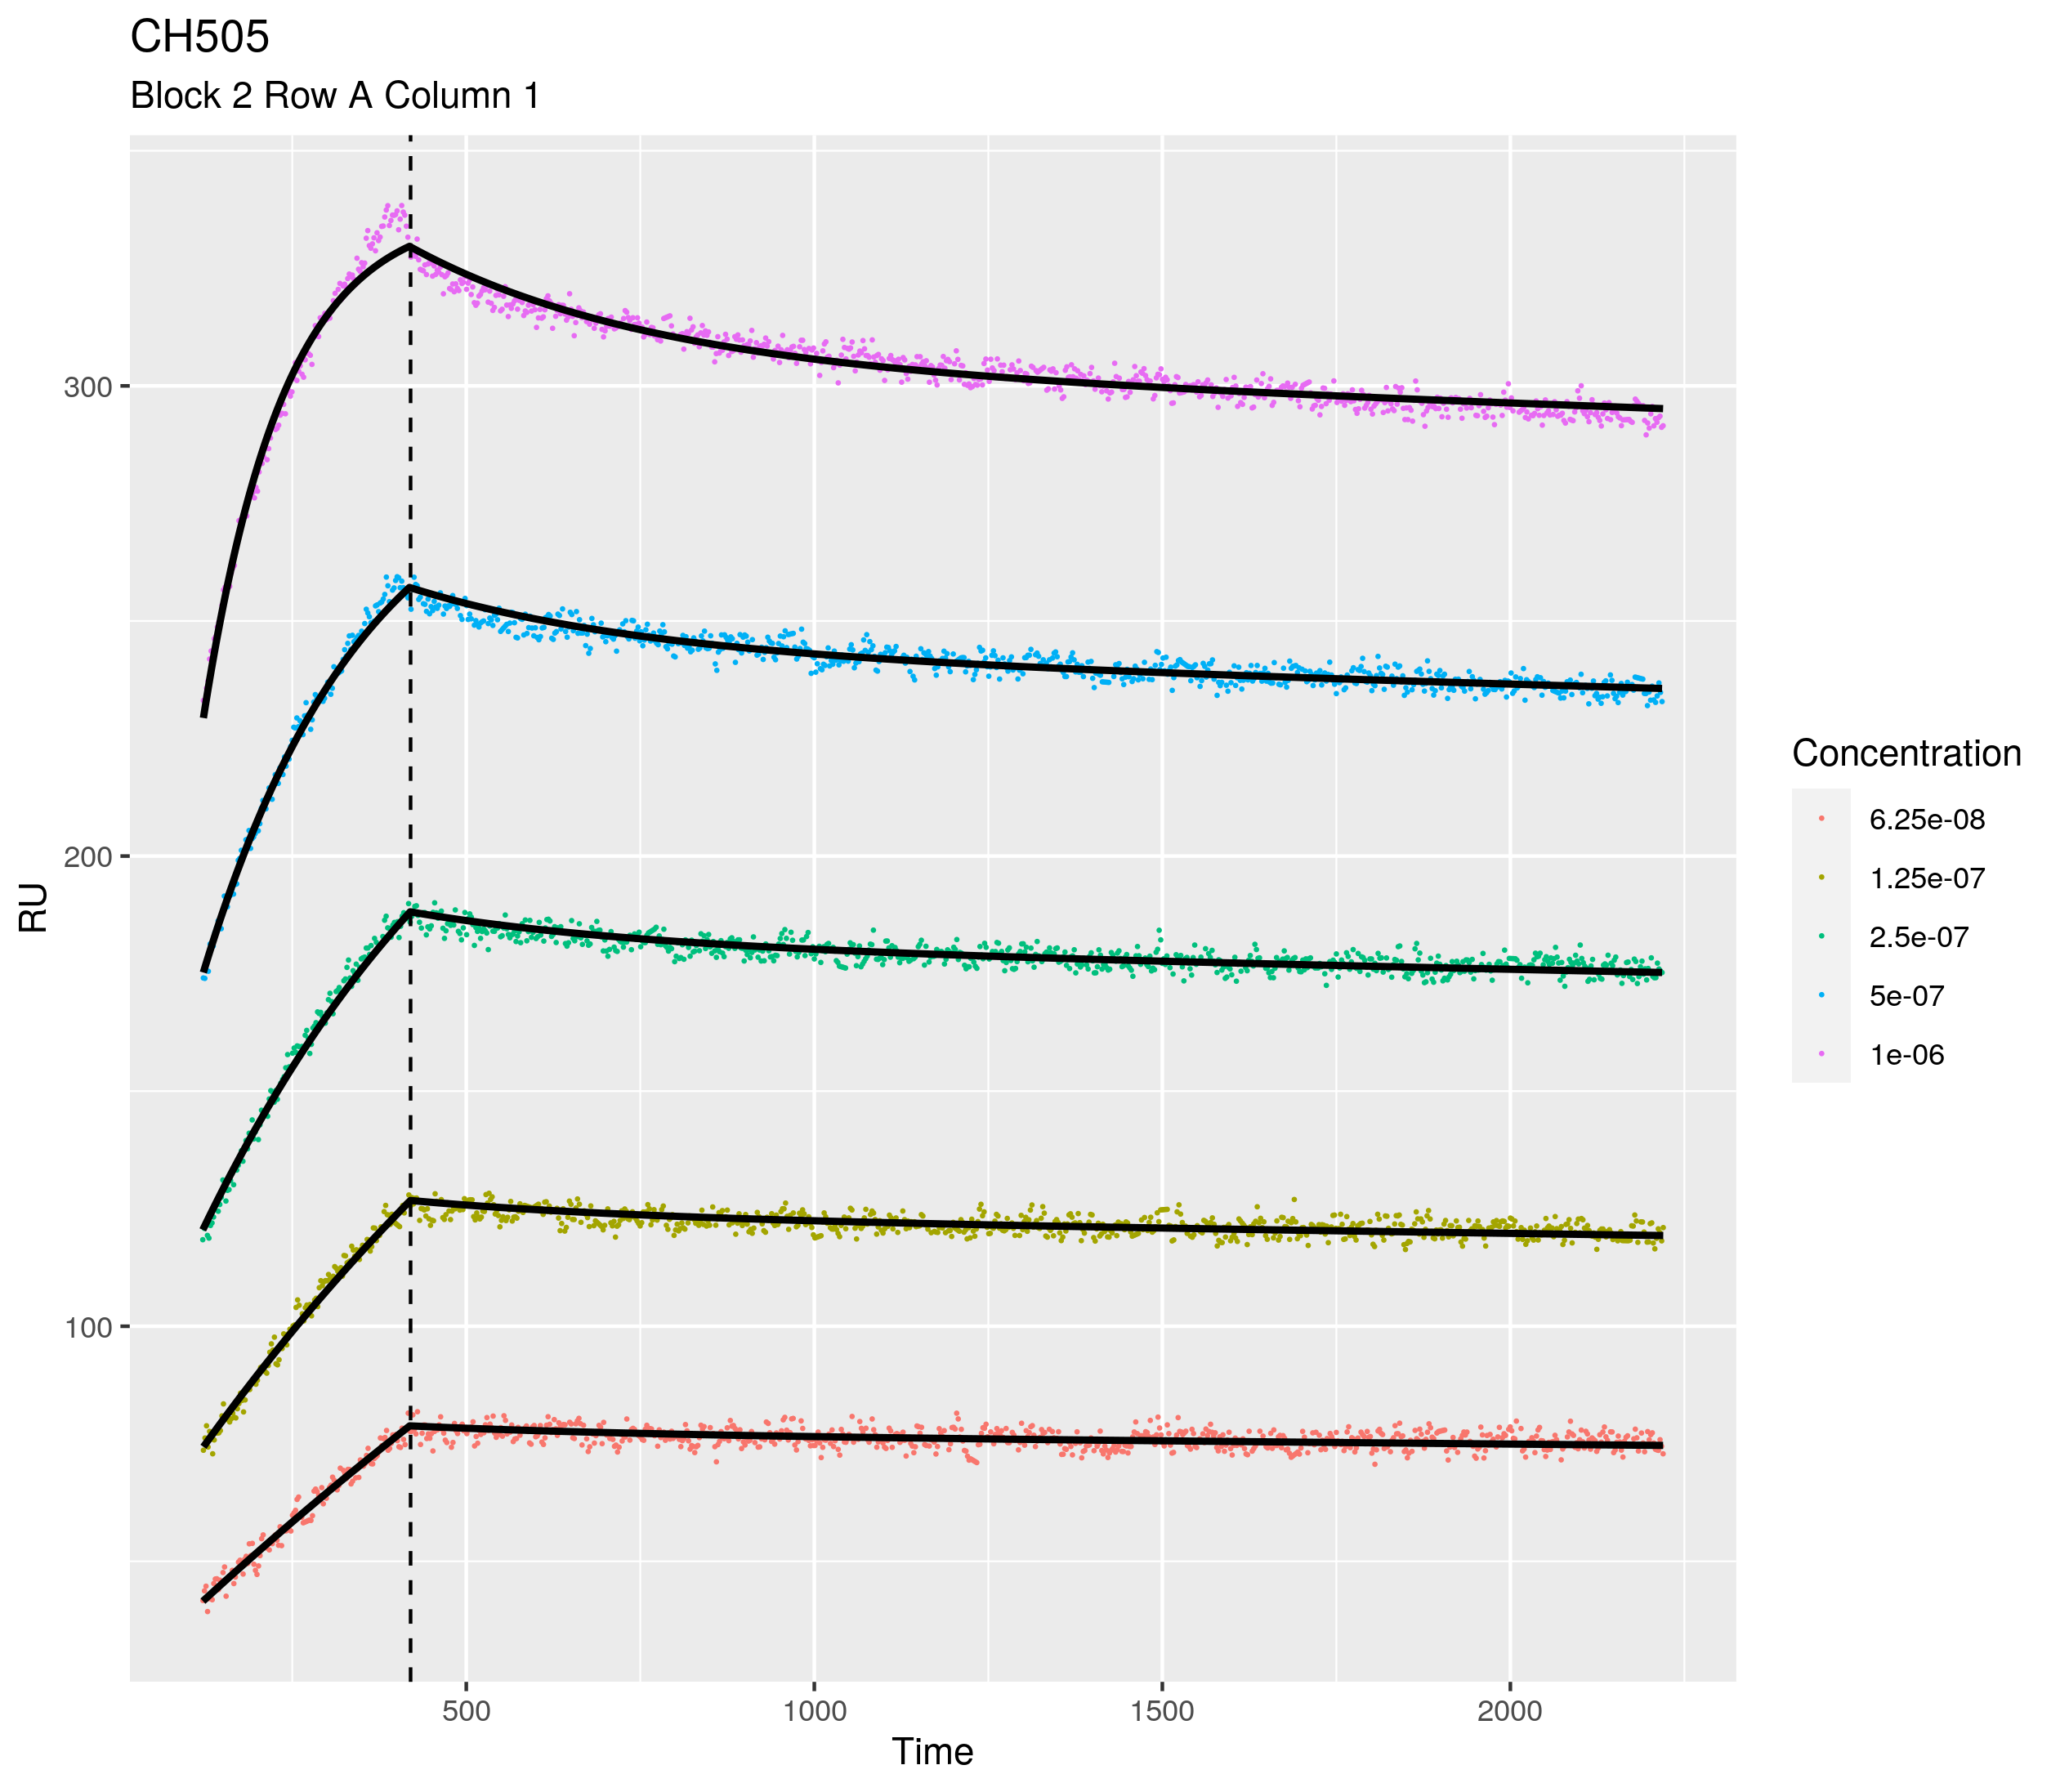 CH505
Block 2 Row A Column 1
300
200
100
RU
500
1000
1500
2000
Time
Concentration
6.25e-08
1.25e-07
2.5e-07
5e-07
1e-06